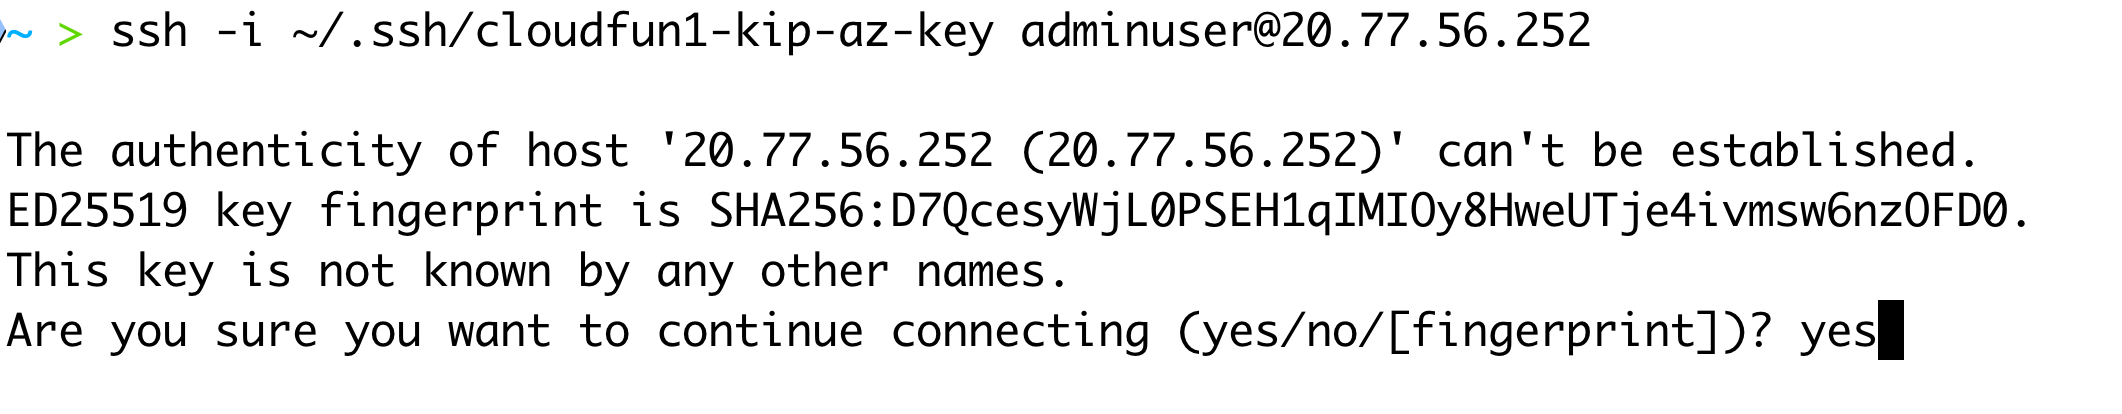 ~ > ssh -i ~/.ssh/cloudfun1-kip-az-key adminuser@20.77.56.252
The authenticity of host '20.77.56.252 (20.77.56.252)' can't be established.
ED25519 key fingerprint is SHA256:D7QcesyWjL0PSEH1qIMIOy8HweUTje4ivmsw6nzOFD0.
This key is not known by any other names.
Are you sure you want to continue connecting (yes/no/[fingerprint])? yes